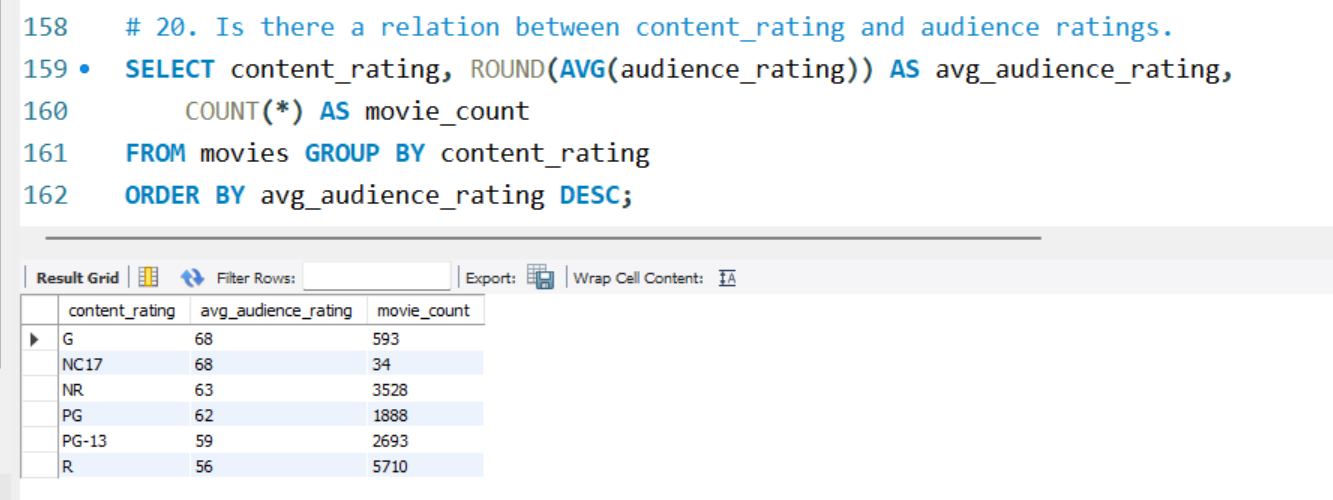 158 # 20. Is there a relation between content_rating and audience ratings.
159 SELECT content_rating, ROUND(AVG(audience_rating)) AS avg_audience_rating,
160 COUNT(*) AS movie_count
161 FROM movies GROUP BY content_rating
162 ORDER BY avg_audience_rating DESC;
Result Grid Filter Rows: Export: Wrap Cell Content: IA
content_rating avg_audience_rating movie_count
G 68 593
NC17 68 34
NR 63 3528
PG 62 1888
PG-13 59 2693
R 56 5710